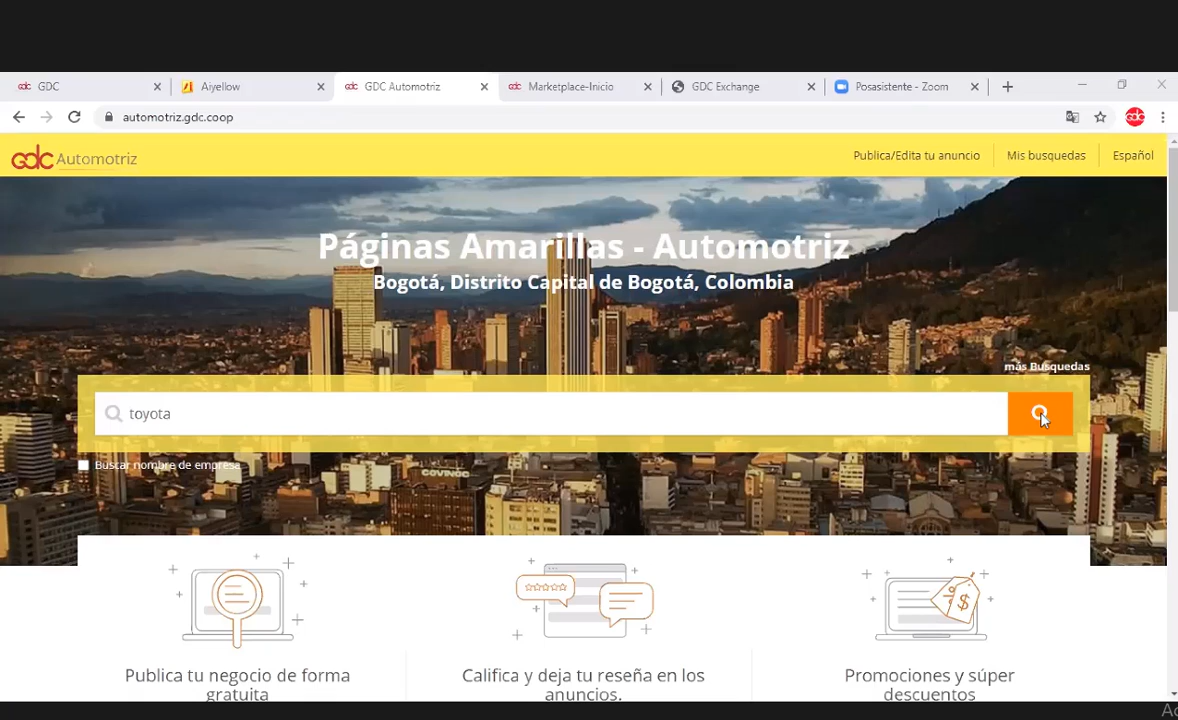 GDC
Aiyellow
GDC Automotriz
Marketplace-Inicio
GDC Exchange
Posasistente - Zoom
automotriz.gdc.coop
GDC Automotriz
Publica/Edita tu anuncio
Mis busquedas
Español
Páginas Amarillas - Automotriz
Bogotá, Distrito Capital de Bogotá, Colombia
más Busquedas
toyota
Buscar nombre de empresa
COVINOC
Publica tu negocio de forma
gratuita
Califica y deja tu reseña en los
anuncios.
Promociones y súper
descuentos